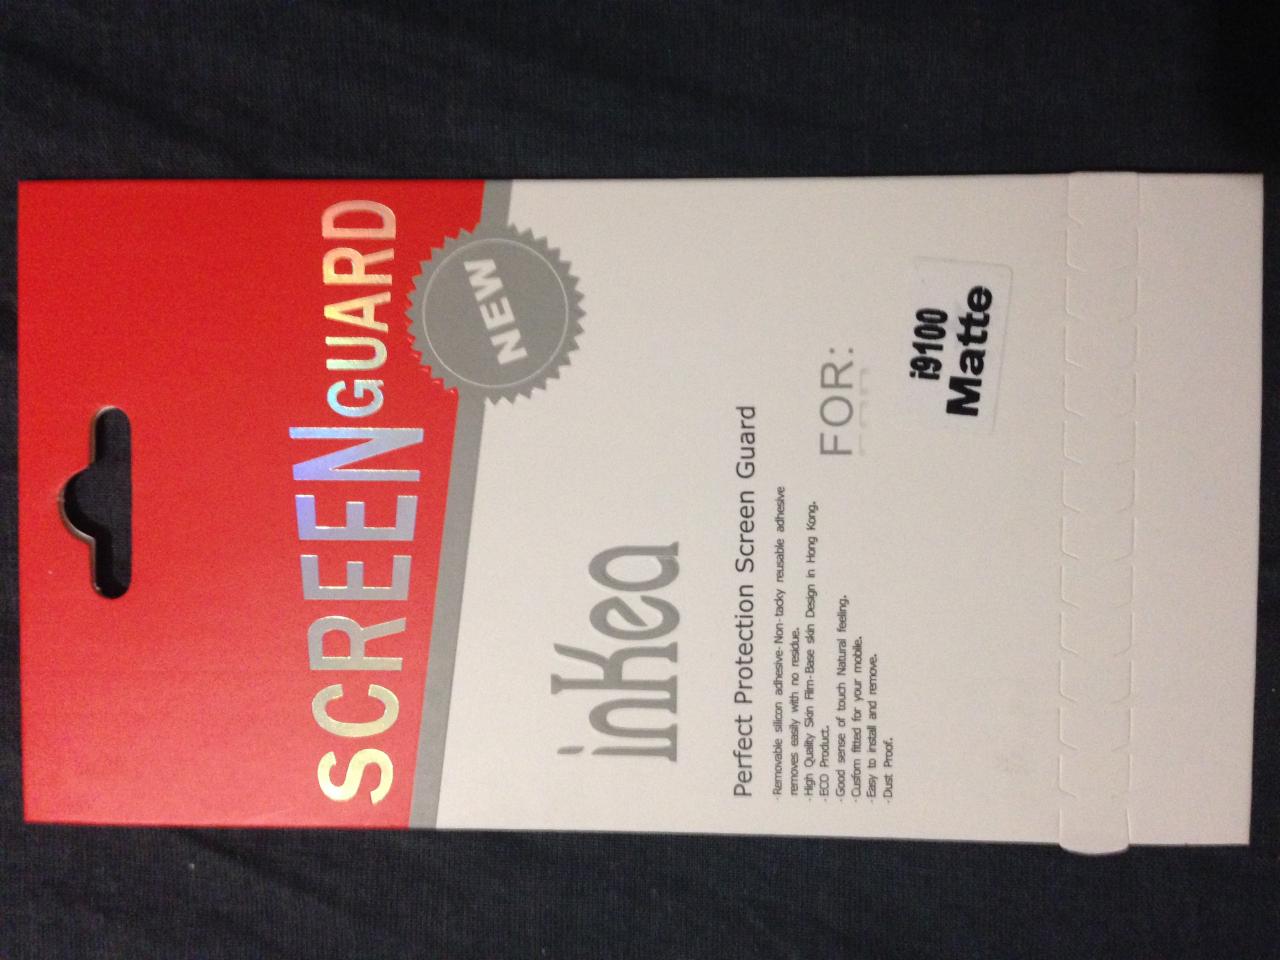 SCREENGUARD
NEW
inKea
Perfect Protection Screen Guard
- Removable silicon adhesive- Non- tacky reusable adhesive
removes easily with no residue.
- High Quality Skin Film-Base skin Design in Hong Kong.
- ECO Product.
- Good sense of touch Natural feeling.
- Custom fitted for your mobile.
- Easy to install and remove.
- Dust Proof.
FOR:
i9100
Matte